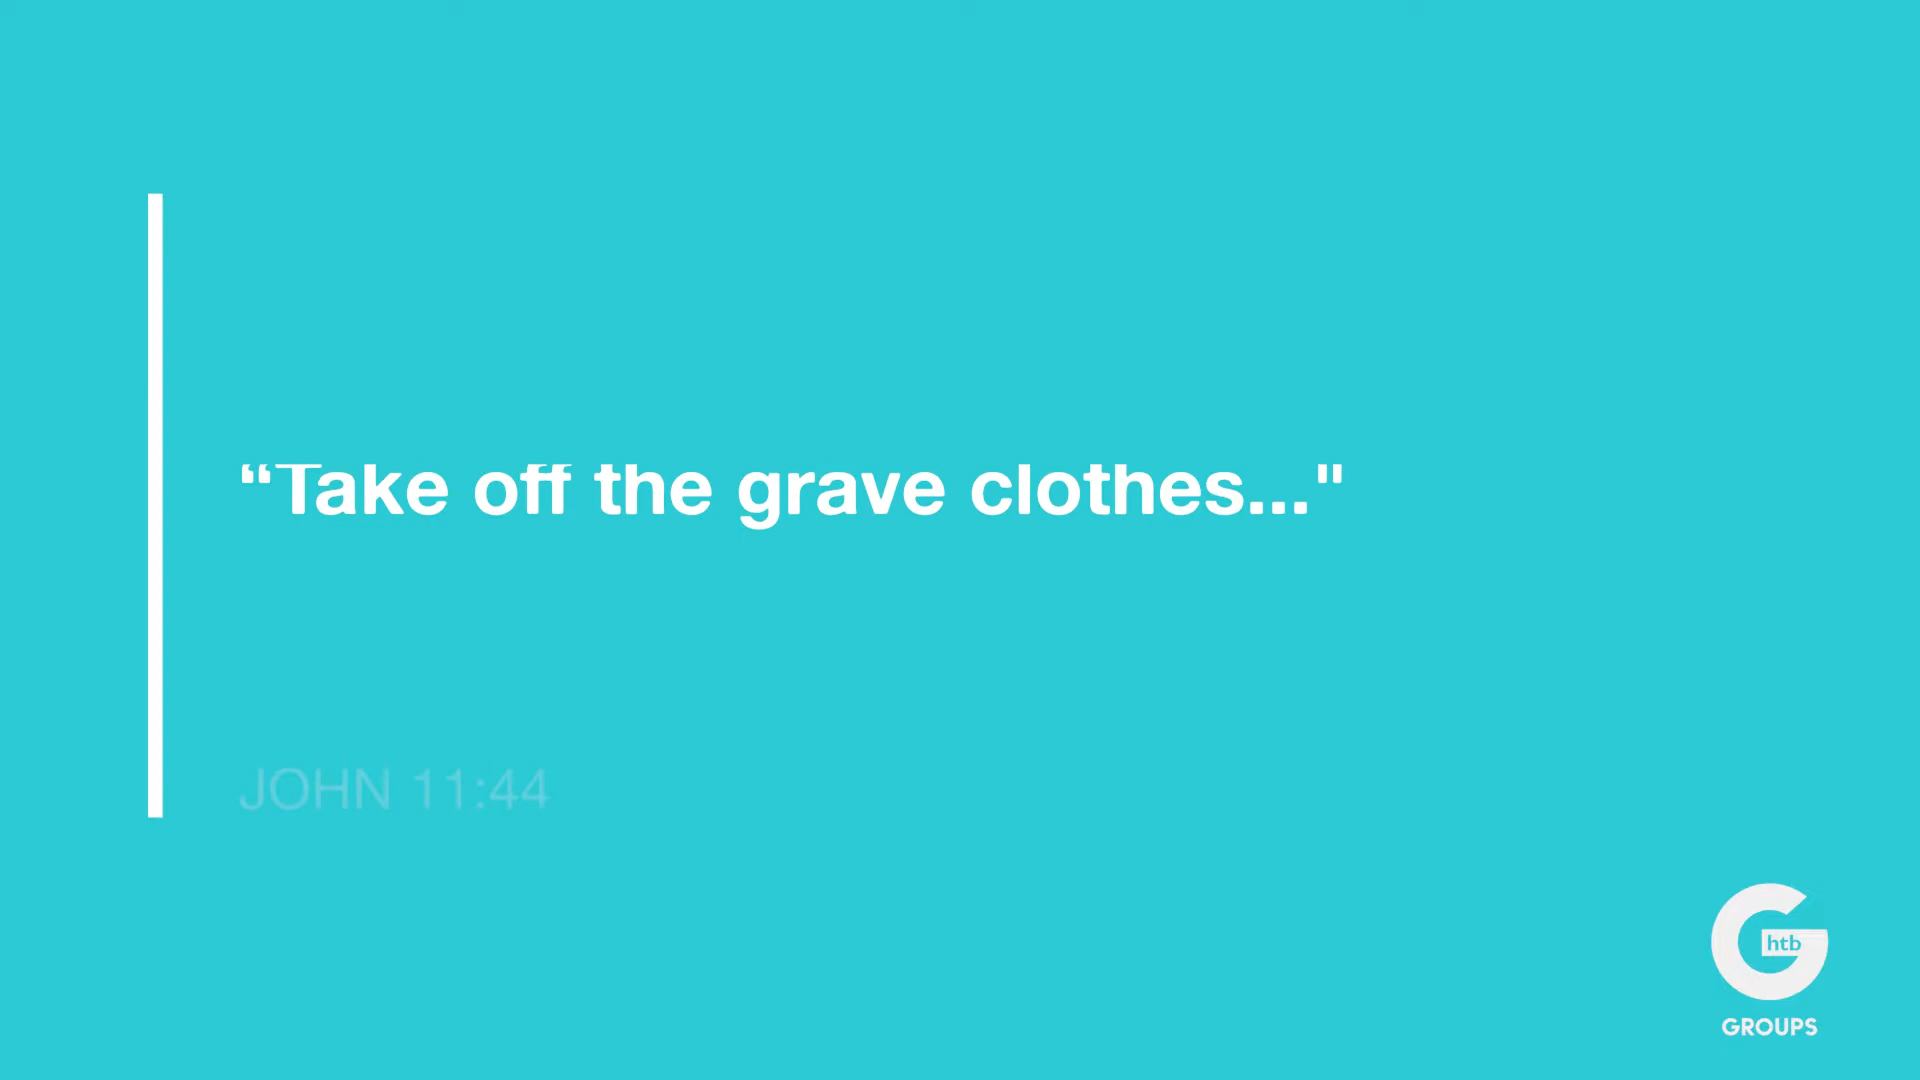 “Take off the grave clothes..."
JOHN 11:44
htb
GROUPS